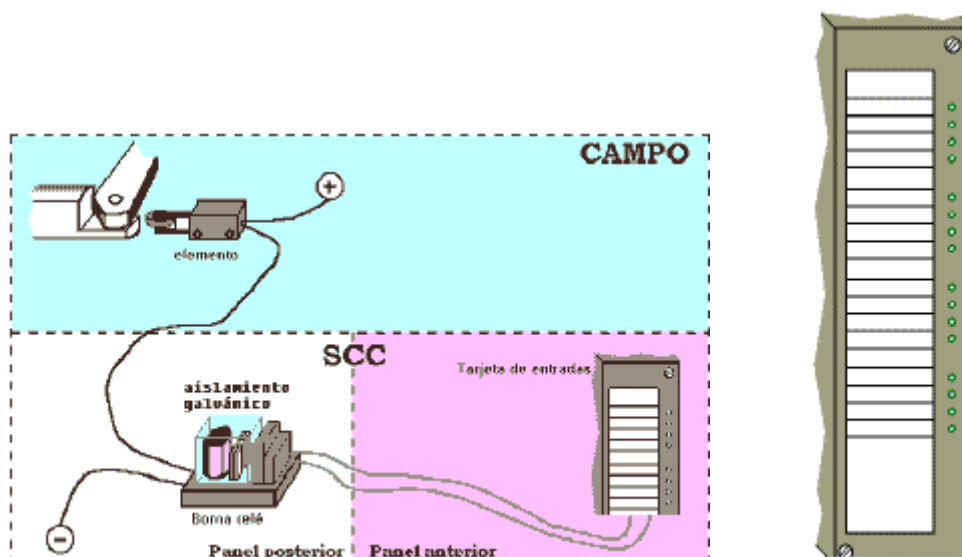 CAMPO
+
elemento
SCC
Tarjeta de entradas
aislamiento
galvánico
Borna relé
−
Panel posterior
Panel anterior